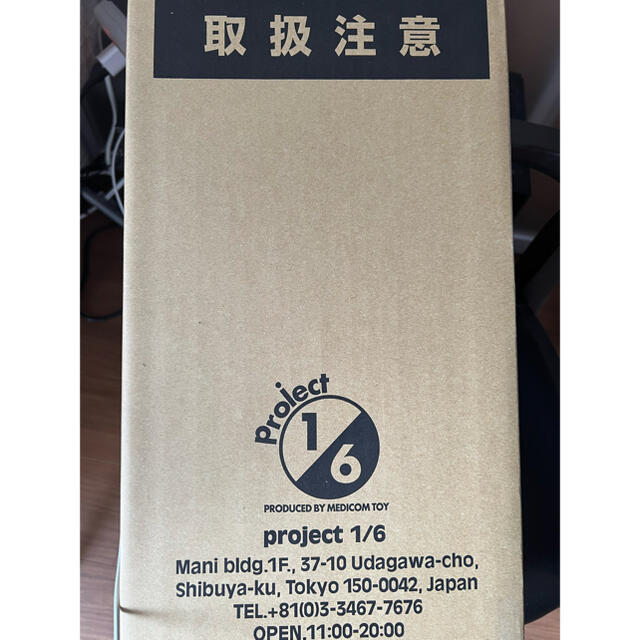 取扱注意
project
1/6
PRODUCED BY MEDICOM TOY
project 1/6
Mani bldg.1F., 37-10 Udagawa-cho,
Shibuya-ku, Tokyo 150-0042, Japan
TEL.+81(0)3-3467-7676
OPEN.11:00-20:00